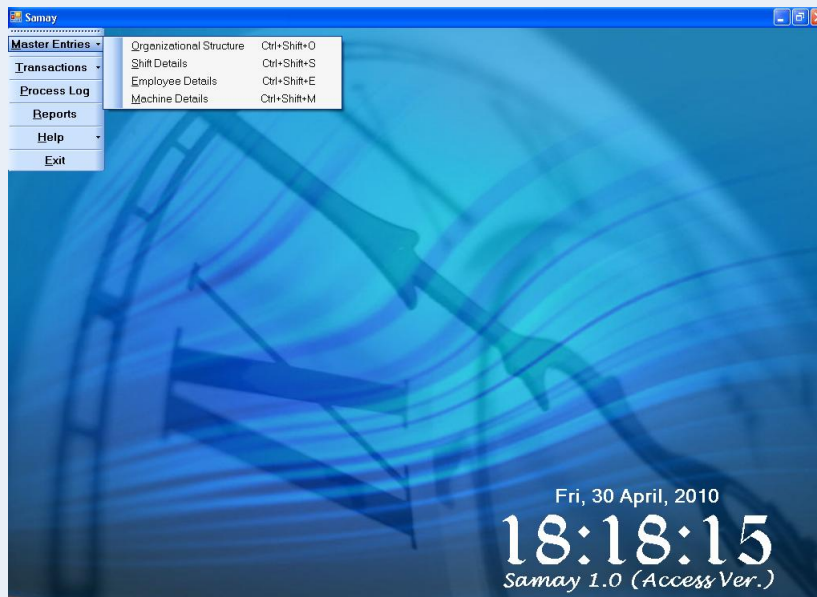 Samay
Master Entries
Organizational Structure Ctrl+Shift+O
Shift Details Ctrl+Shift+S
Employee Details Ctrl+Shift+E
Machine Details Ctrl+Shift+M
Transactions
Process Log
Reports
Help
Exit
Fri, 30 April, 2010
18:18:15
Samay 1.0 (Access Ver.)